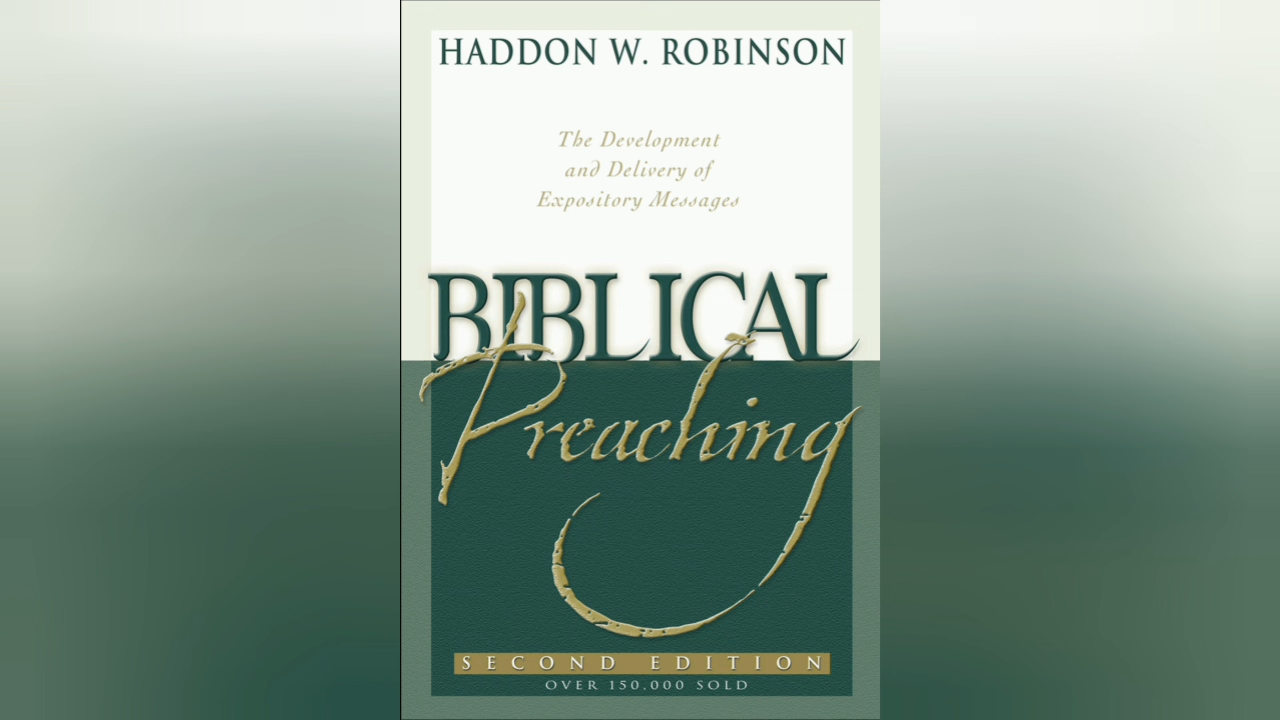 HADDON W. ROBINSON
The Development
and Delivery of
Expository Messages
BIBLICAL
Preaching
SECOND EDITION
OVER 150,000 SOLD